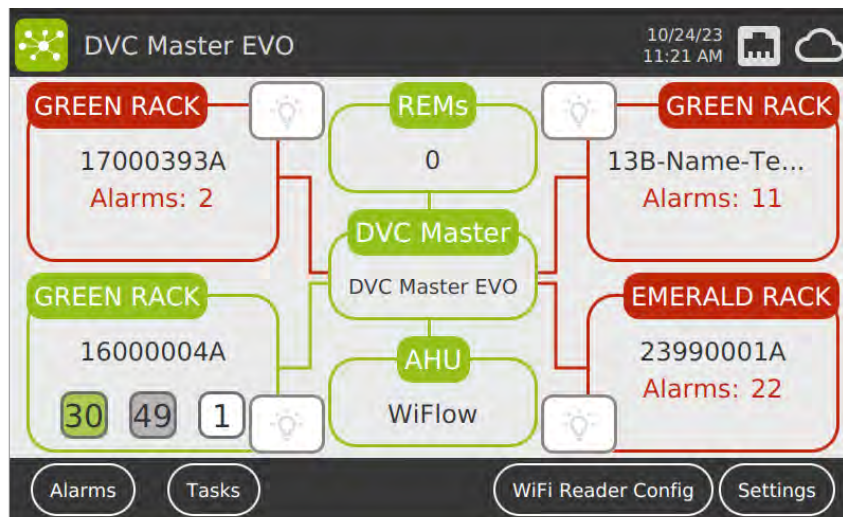 DVC Master EVO
10/24/23
11:21 AM
GREEN RACK
17000393A
Alarms: 2
REMs
0
GREEN RACK
13B-Name-Te...
Alarms: 11
DVC Master
DVC Master EVO
GREEN RACK
16000004A
30 49 1
AHU
WiFlow
EMERALD RACK
23990001A
Alarms: 22
Alarms
Tasks
WiFi Reader Config
Settings